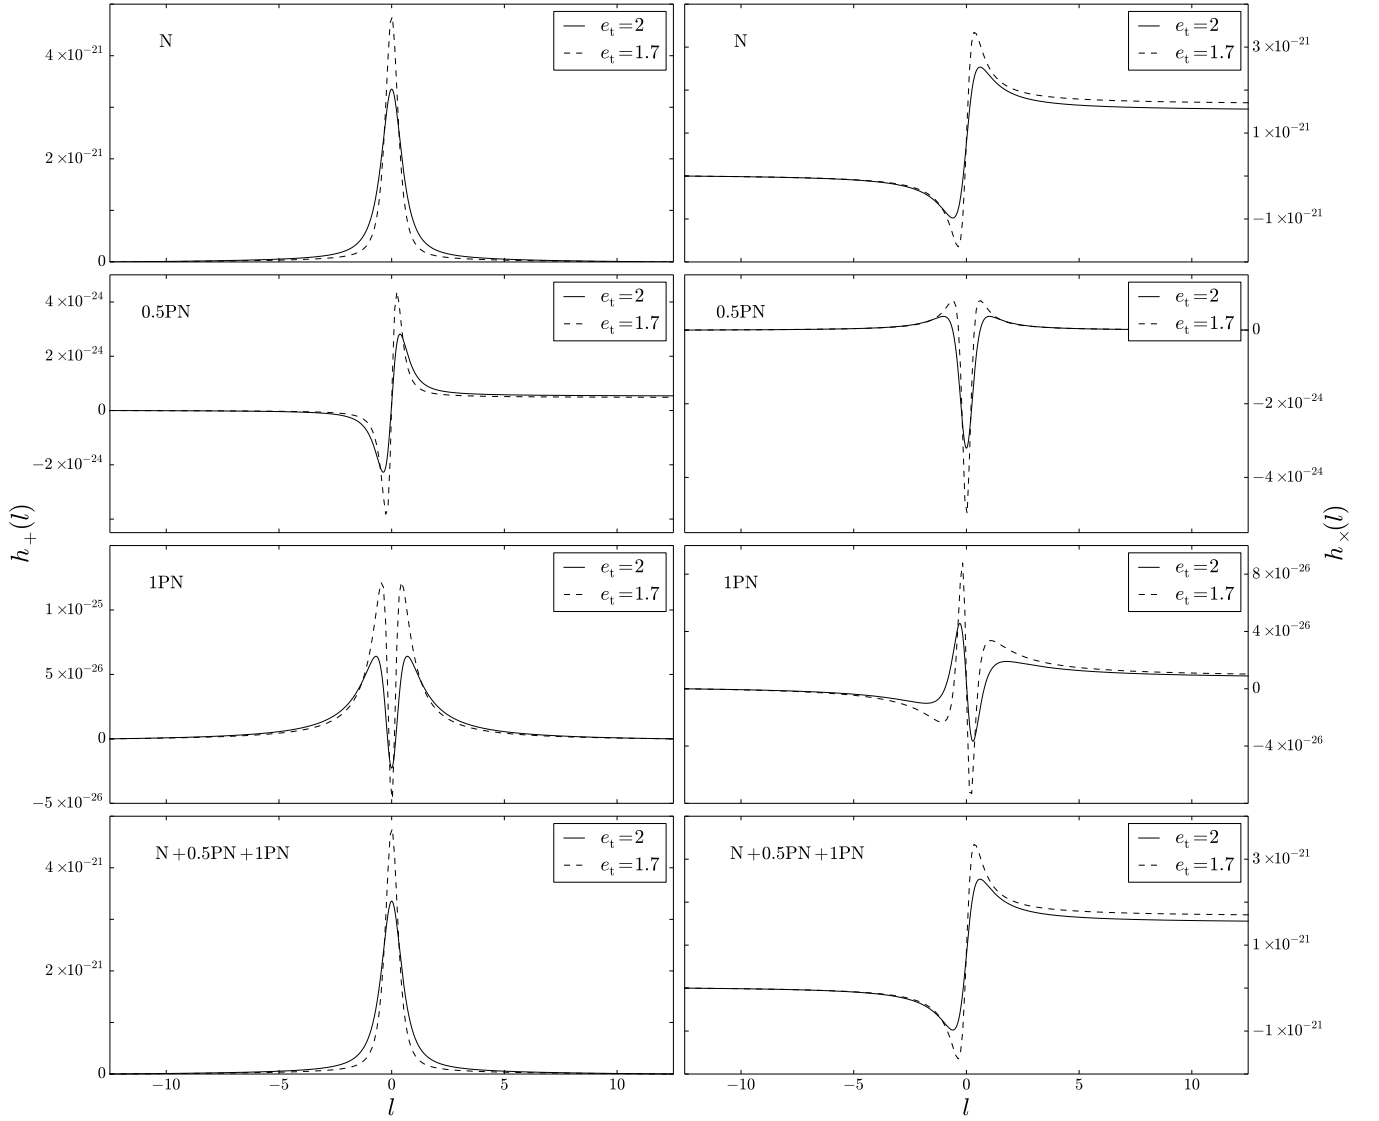 N
e_t=2
e_t=1.7
4×10⁻²¹
2×10⁻²¹
0
N
e_t=2
e_t=1.7
3×10⁻²¹
1×10⁻²¹
−1×10⁻²¹
0.5PN
e_t=2
e_t=1.7
4×10⁻²⁴
2×10⁻²⁴
0
−2×10⁻²⁴
0.5PN
e_t=2
e_t=1.7
0
−2×10⁻²⁴
−4×10⁻²⁴
h₊(l)
h_×(l)
1PN
e_t=2
e_t=1.7
1×10⁻²⁵
5×10⁻²⁶
0
−5×10⁻²⁶
1PN
e_t=2
e_t=1.7
8×10⁻²⁶
4×10⁻²⁶
0
−4×10⁻²⁶
N+0.5PN+1PN
e_t=2
e_t=1.7
4×10⁻²¹
2×10⁻²¹
0
N+0.5PN+1PN
e_t=2
e_t=1.7
3×10⁻²¹
1×10⁻²¹
−1×10⁻²¹
−10 −5 0 5 10
l
−10 −5 0 5 10
l